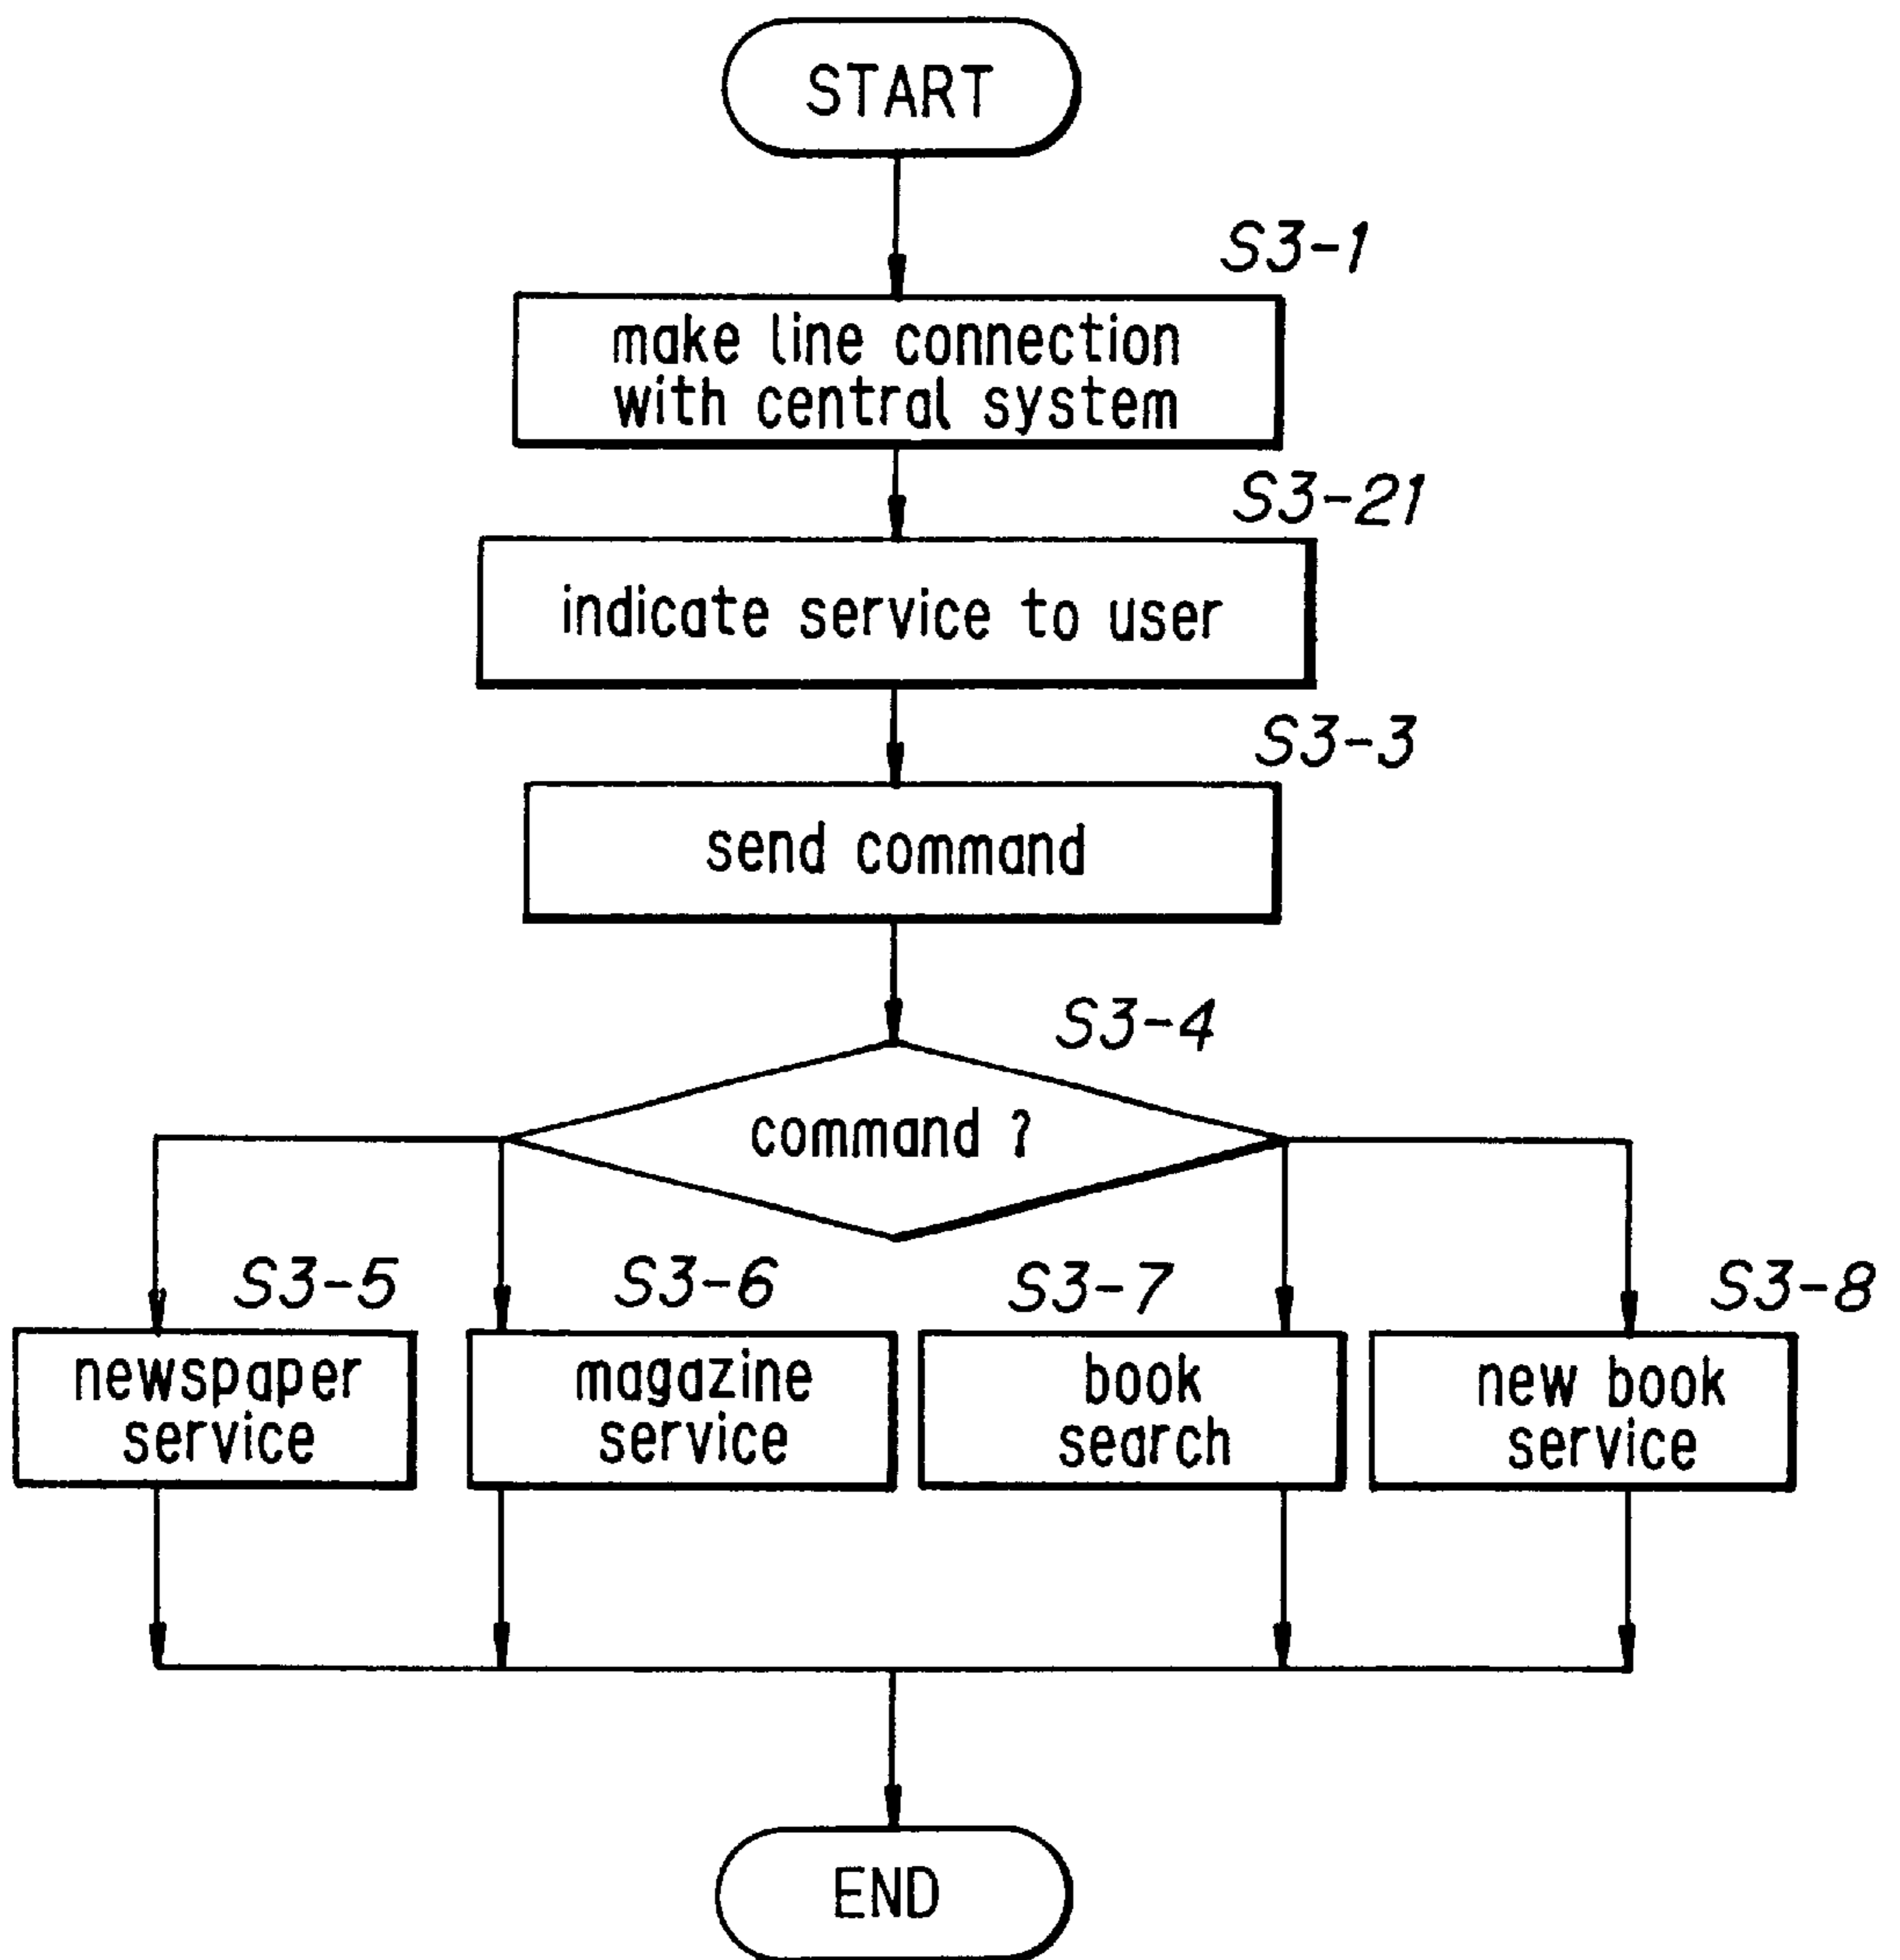 START
S3-1
make line connection
with central system
S3-21
indicate service to user
S3-3
send command
S3-4
command ?
S3-5
S3-6
S3-7
S3-8
newspaper
service
magazine
service
book
search
new book
service
END